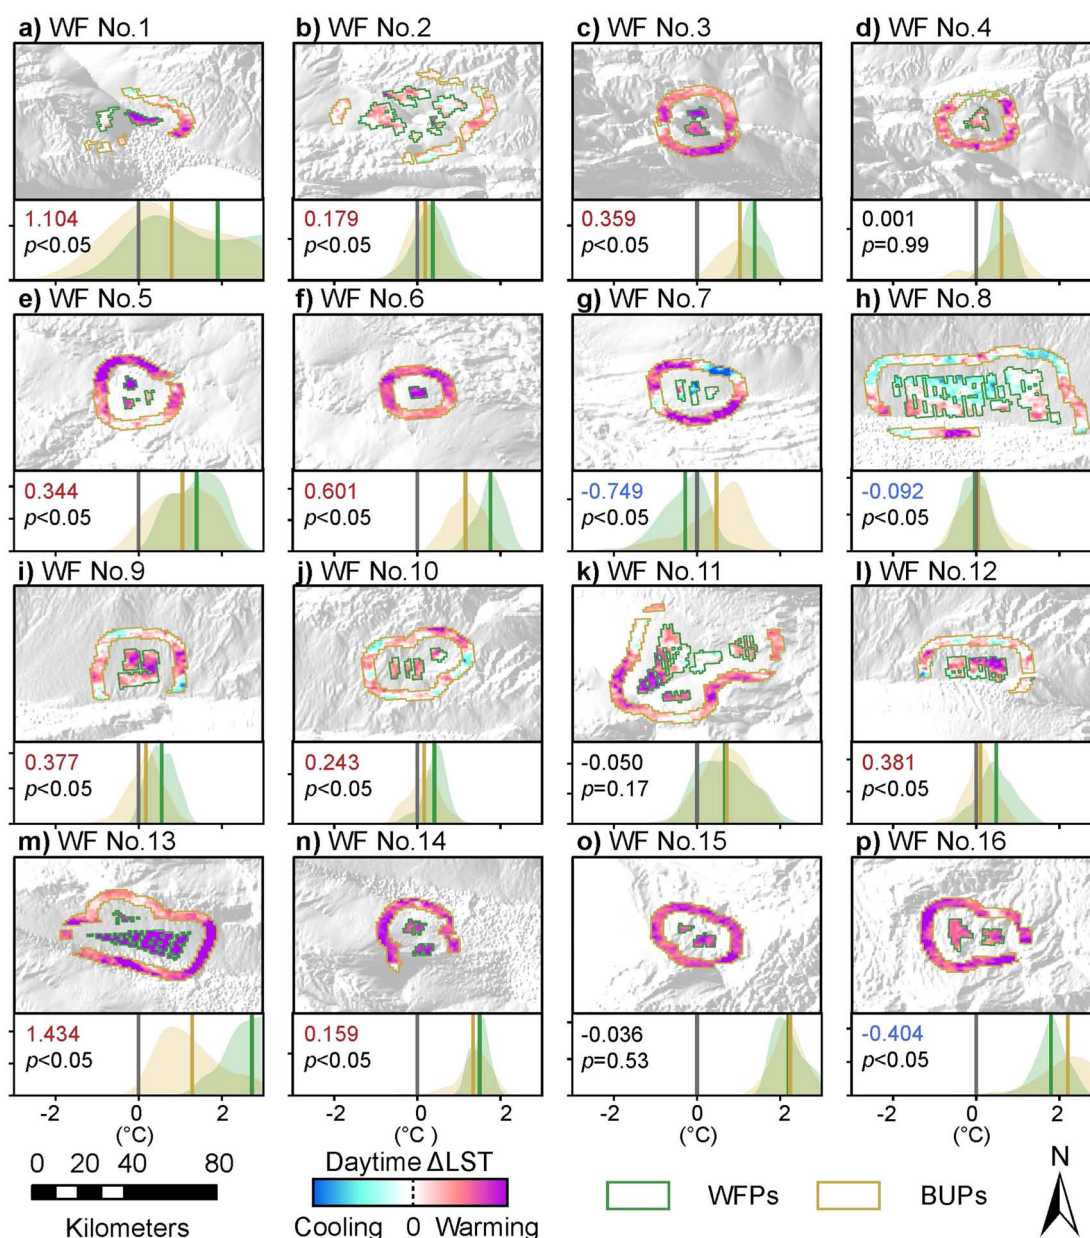 a) WF No.1
b) WF No.2
c) WF No.3
d) WF No.4
1.104
p<0.05
0.179
p<0.05
0.359
p<0.05
0.001
p=0.99
e) WF No.5
f) WF No.6
g) WF No.7
h) WF No.8
0.344
p<0.05
0.601
p<0.05
-0.749
p<0.05
-0.092
p<0.05
i) WF No.9
j) WF No.10
k) WF No.11
l) WF No.12
0.377
p<0.05
0.243
p<0.05
-0.050
p=0.17
0.381
p<0.05
m) WF No.13
n) WF No.14
o) WF No.15
p) WF No.16
1.434
p<0.05
0.159
p<0.05
-0.036
p=0.53
-0.404
p<0.05
-2 0 2
(°C)
-2 0 2
(°C)
-2 0 2
(°C)
-2 0 2
(°C)
0 20 40 80
Kilometers
Daytime ΔLST
Cooling 0 Warming
WFPs
BUPs
N